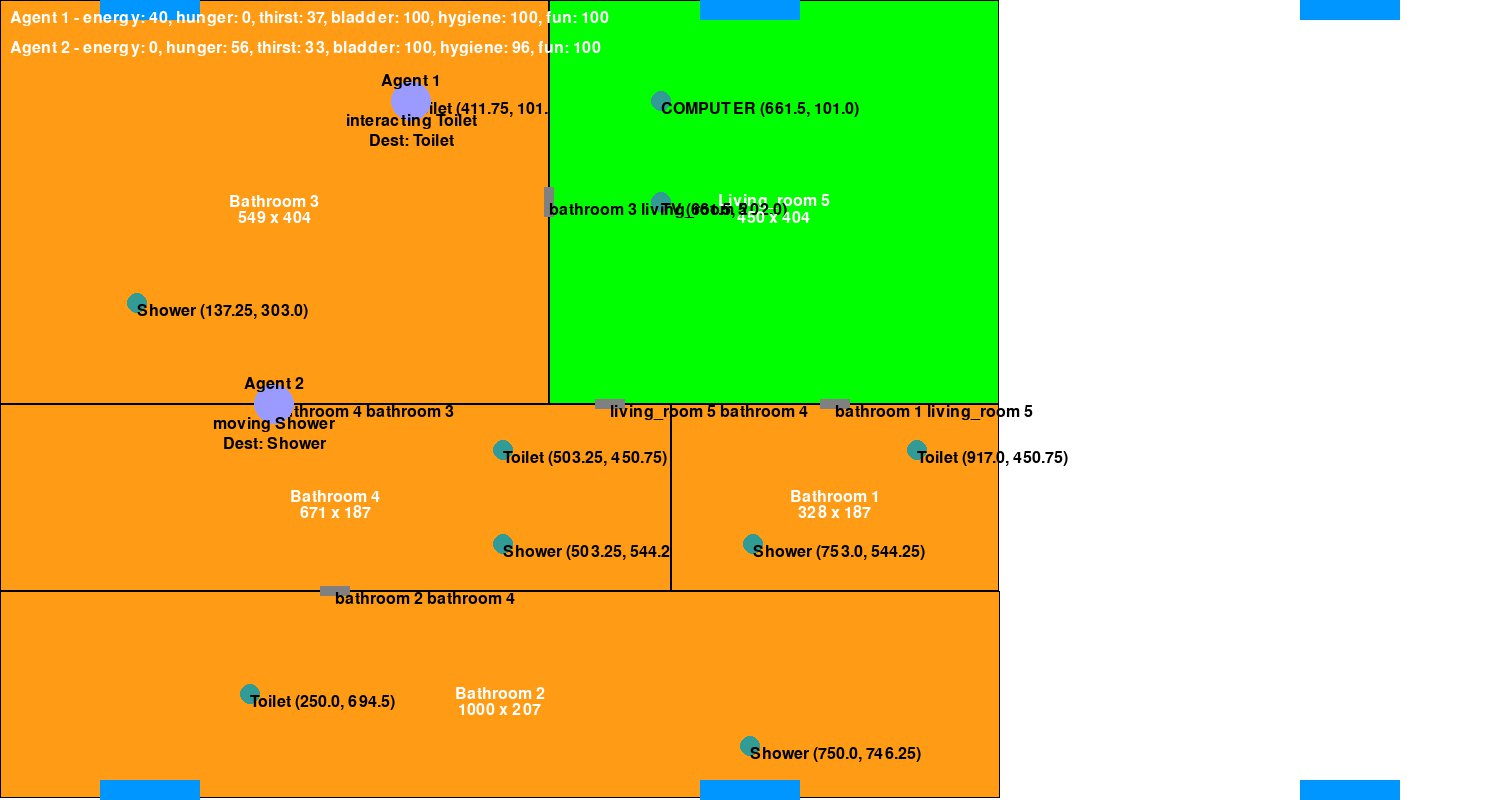 Agent 1 - energy: 40, hunger: 0, thirst: 37, bladder: 100, hygiene: 100, fun: 100
Agent 2 - energy: 0, hunger: 56, thirst: 33, bladder: 100, hygiene: 96, fun: 100
Agent 1
ilet (411.75, 101.
COMPUTER (661.5, 101.0)
interacting Toilet
Dest: Toilet
Bathroom 3
549 x 404
Living_room 5
450 x 404
bathroom 3 living_room 5
TV (661.5, 202.0)
Shower (137.25, 303.0)
Agent 2
throom 4 bathroom 3
living_room 5 bathroom 4
bathroom 1 living_room 5
moving Shower
Dest: Shower
Toilet (503.25, 450.75)
Toilet (917.0, 450.75)
Bathroom 4
671 x 187
Bathroom 1
328 x 187
Shower (503.25, 544.2
Shower (753.0, 544.25)
bathroom 2 bathroom 4
Toilet (250.0, 694.5)
Bathroom 2
1000 x 207
Shower (750.0, 746.25)